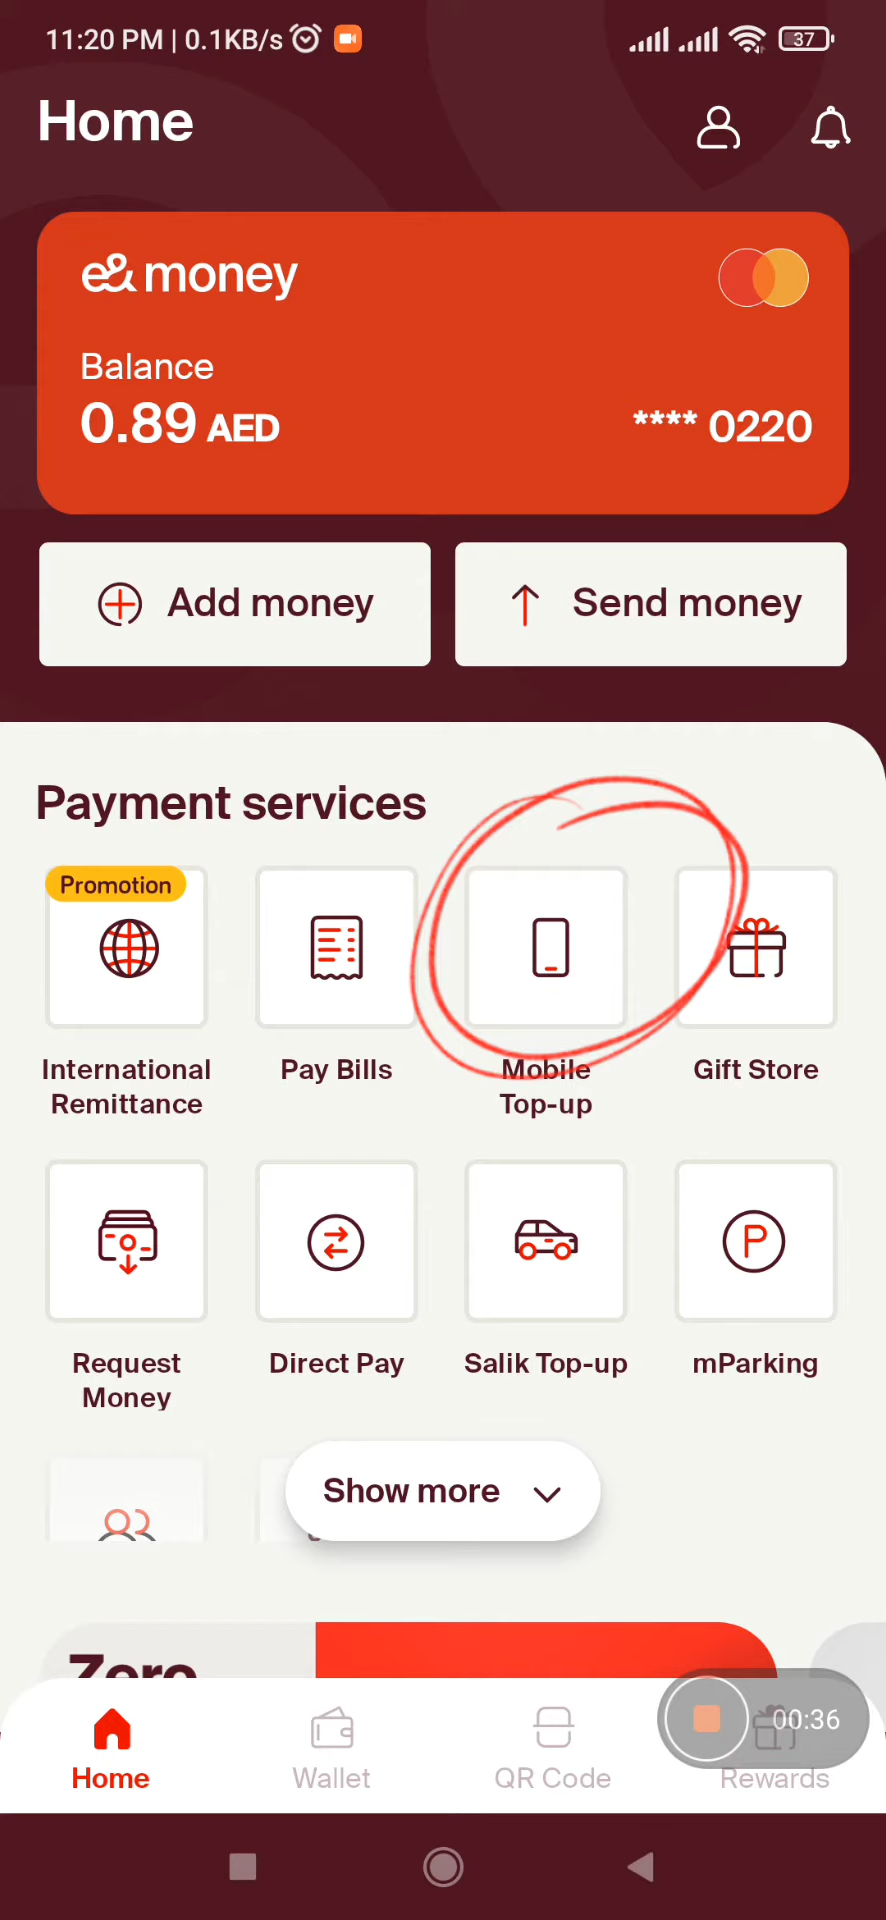 11:20 PM | 0.1KB/s
37
Home
e& money
Balance
0.89 AED
**** 0220
Add money
Send money
Payment services
Promotion
International Remittance
Pay Bills
Mobile Top-up
Gift Store
Request Money
Direct Pay
Salik Top-up
P
mParking
Show more
Zero
00:36
Home
Wallet
QR Code
Rewards